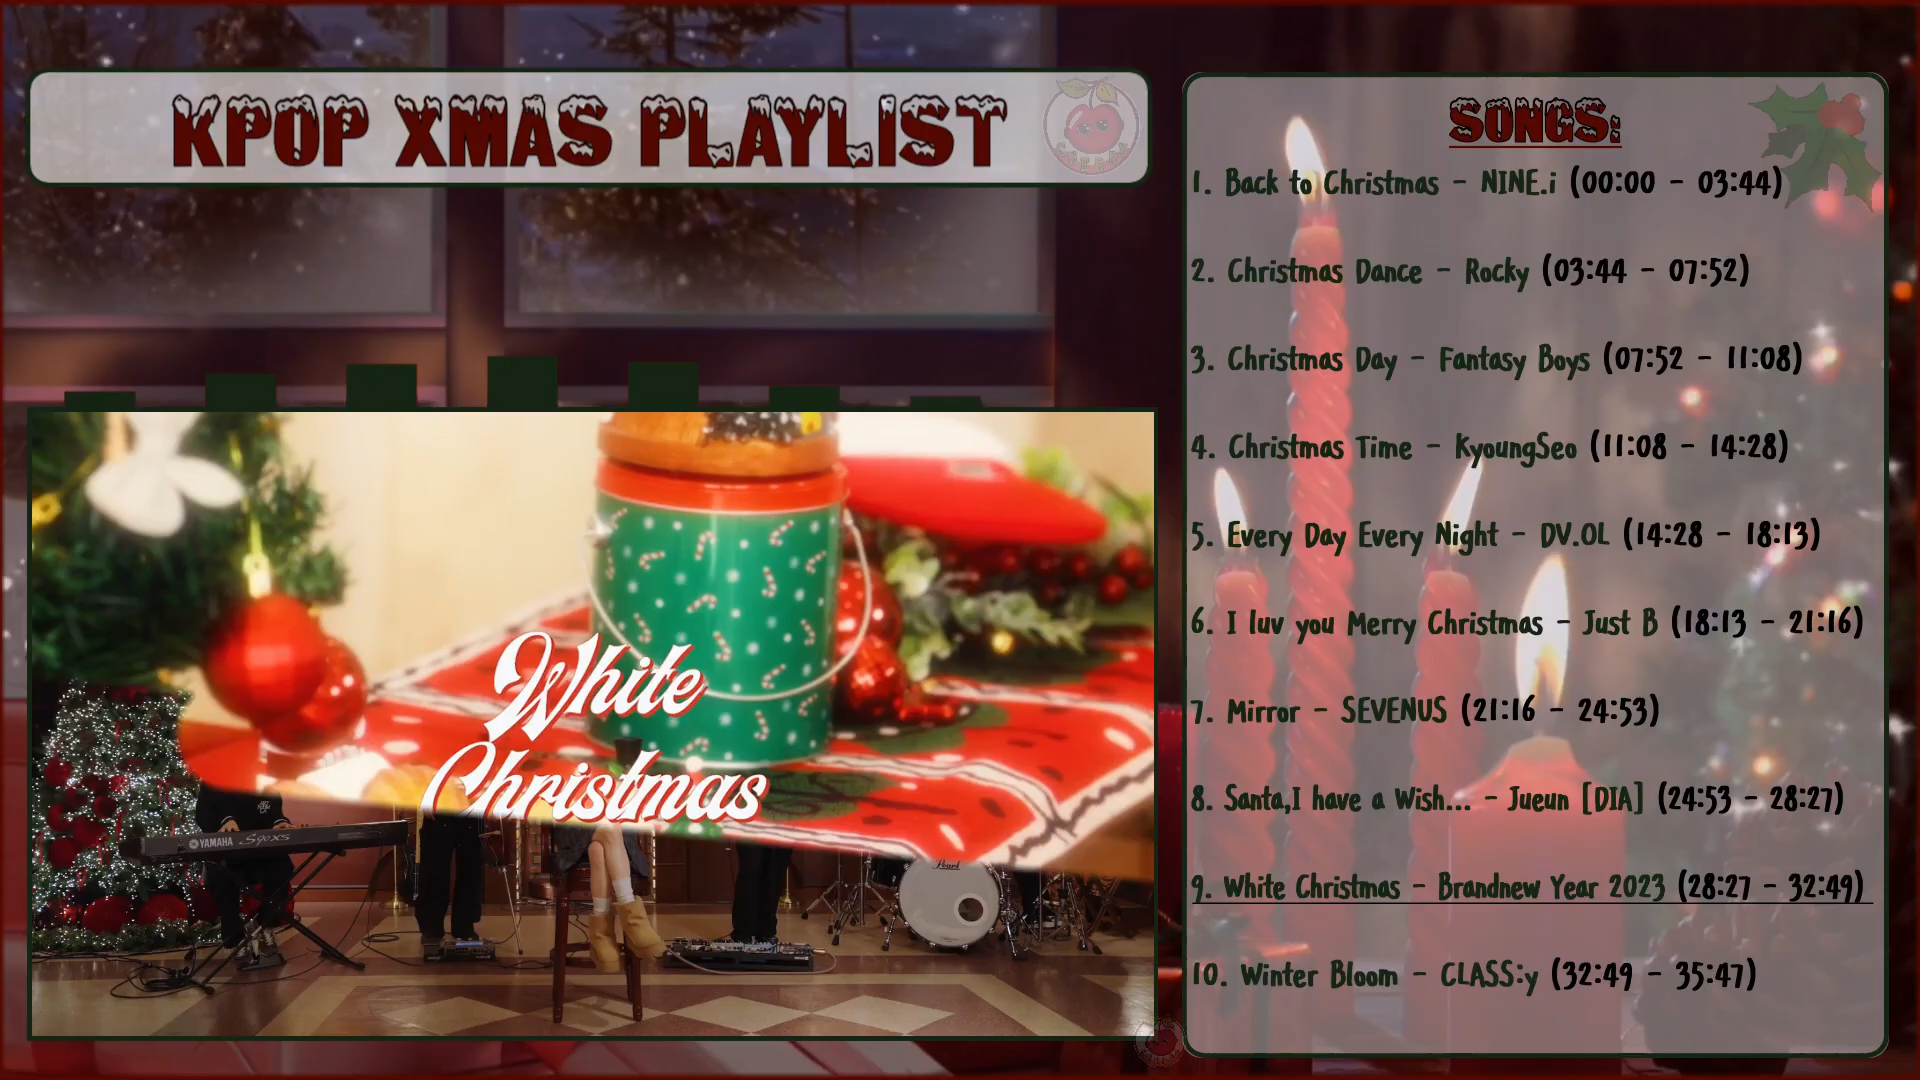 KPOP XMAS PLAYLIST
SONGS:
1. Back to Christmas - NINE.i (00:00 - 03:44)
2. Christmas Dance - Rocky (03:44 - 07:52)
3. Christmas Day - Fantasy Boys (07:52 - 11:08)
4. Christmas Time - KyoungSeo (11:08 - 14:28)
5. Every Day Every Night - DV.OL (14:28 - 18:13)
6. I luv you Merry Christmas - Just B (18:13 - 21:16)
7. Mirror - SEVENUS (21:16 - 24:53)
8. Santa,I have a Wish... - Jueun [DIA] (24:53 - 28:27)
9. White Christmas - Brandnew Year 2023 (28:27 - 32:49)
10. Winter Bloom - CLASS:y (32:49 - 35:47)
White
Christmas
YAMAHA
Pearl